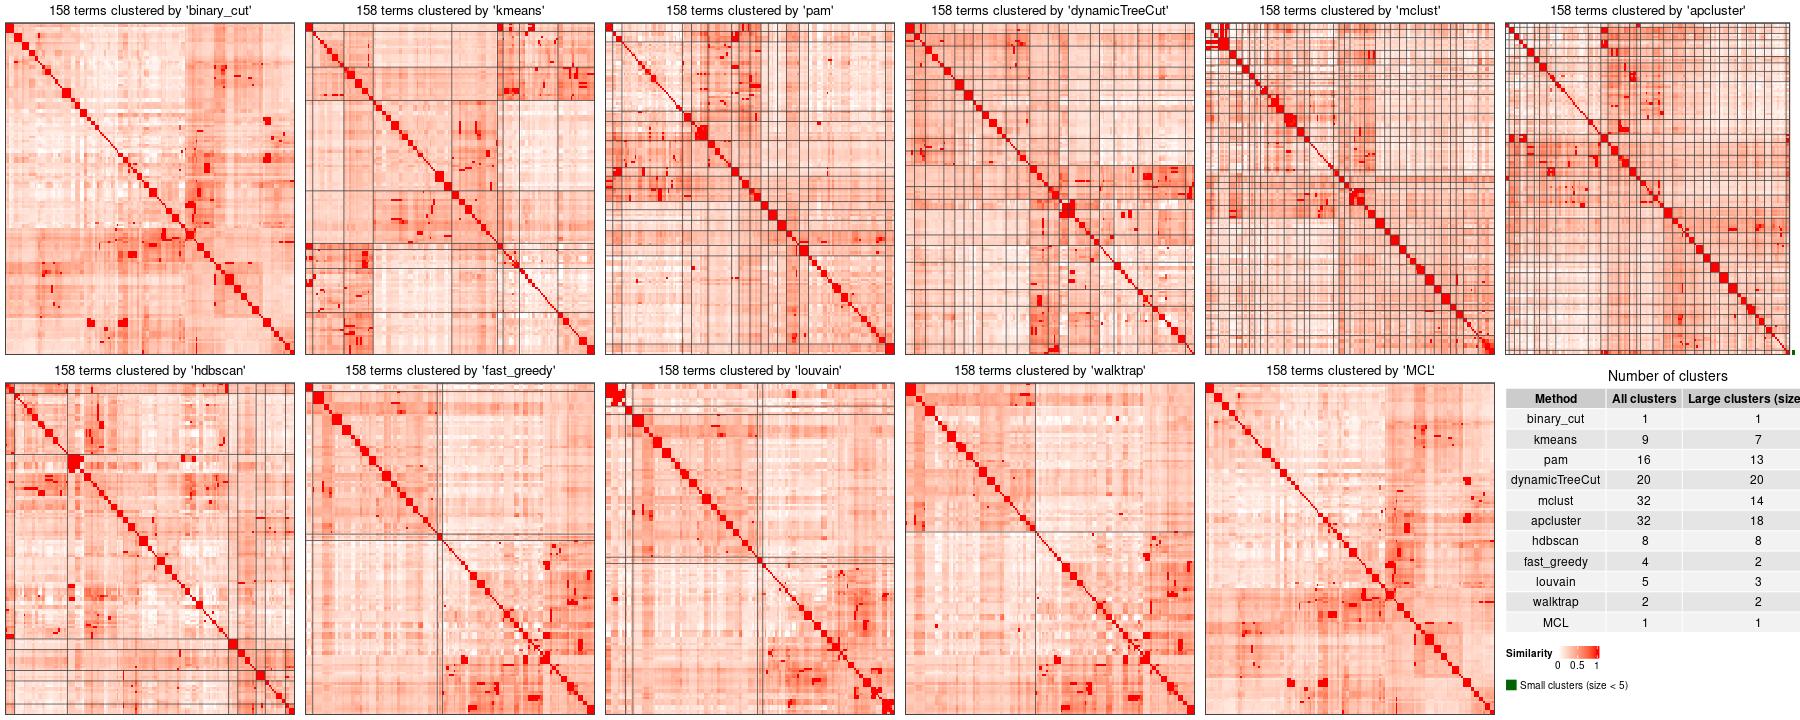 158 terms clustered by 'binary_cut'
158 terms clustered by 'kmeans'
158 terms clustered by 'pam'
158 terms clustered by 'dynamicTreeCut'
158 terms clustered by 'mclust'
158 terms clustered by 'apcluster'
158 terms clustered by 'hdbscan'
158 terms clustered by 'fast_greedy'
158 terms clustered by 'louvain'
158 terms clustered by 'walktrap'
158 terms clustered by 'MCL'
Number of clusters
Method All clusters Large clusters (size
binary_cut 1 1
kmeans 9 7
pam 16 13
dynamicTreeCut 20 20
mclust 32 14
apcluster 32 18
hdbscan 8 8
fast_greedy 4 2
louvain 5 3
walktrap 2 2
MCL 1 1
Similarity
0 0.5 1
Small clusters (size < 5)